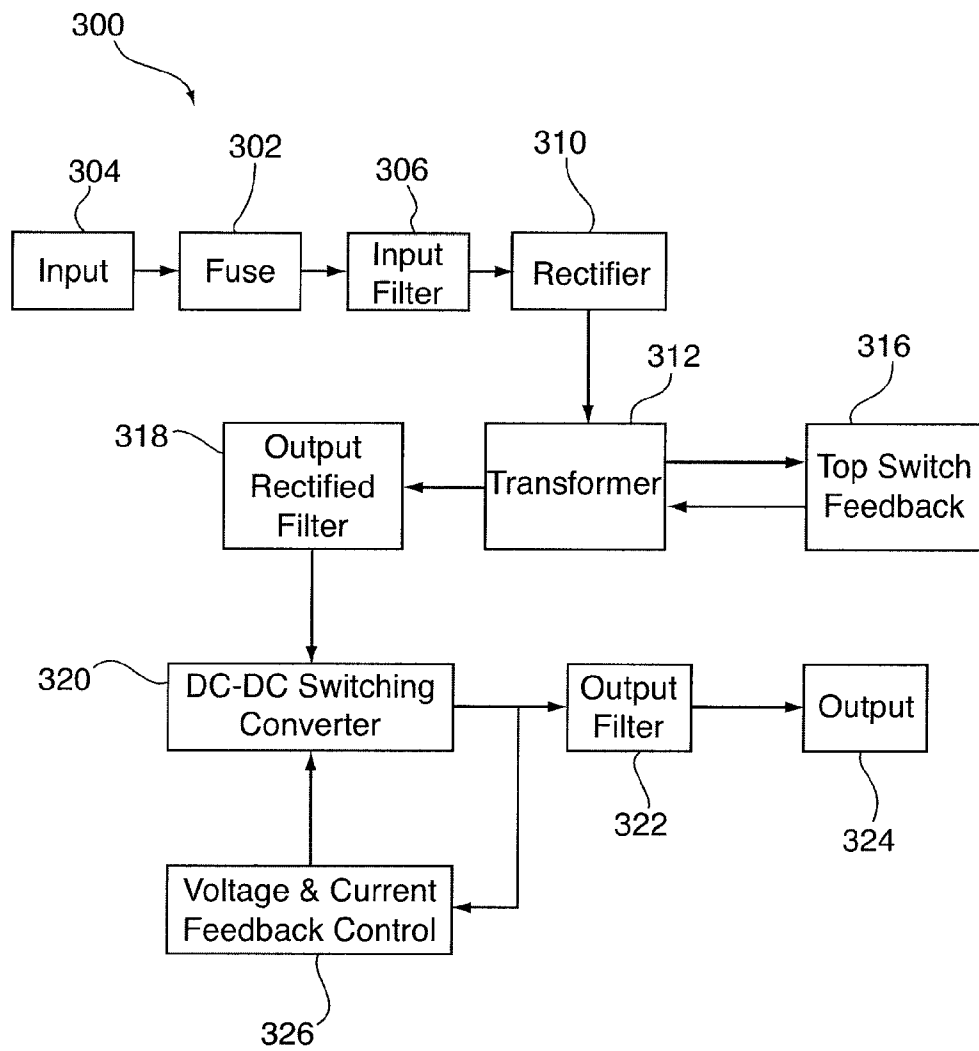 300
304
302
306
310
Input
Fuse
Input
Filter
Rectifier
312
316
318
Output
Rectified
Filter
Transformer
Top Switch
Feedback
320
DC-DC Switching
Converter
Output
Filter
Output
322
324
Voltage & Current
Feedback Control
326